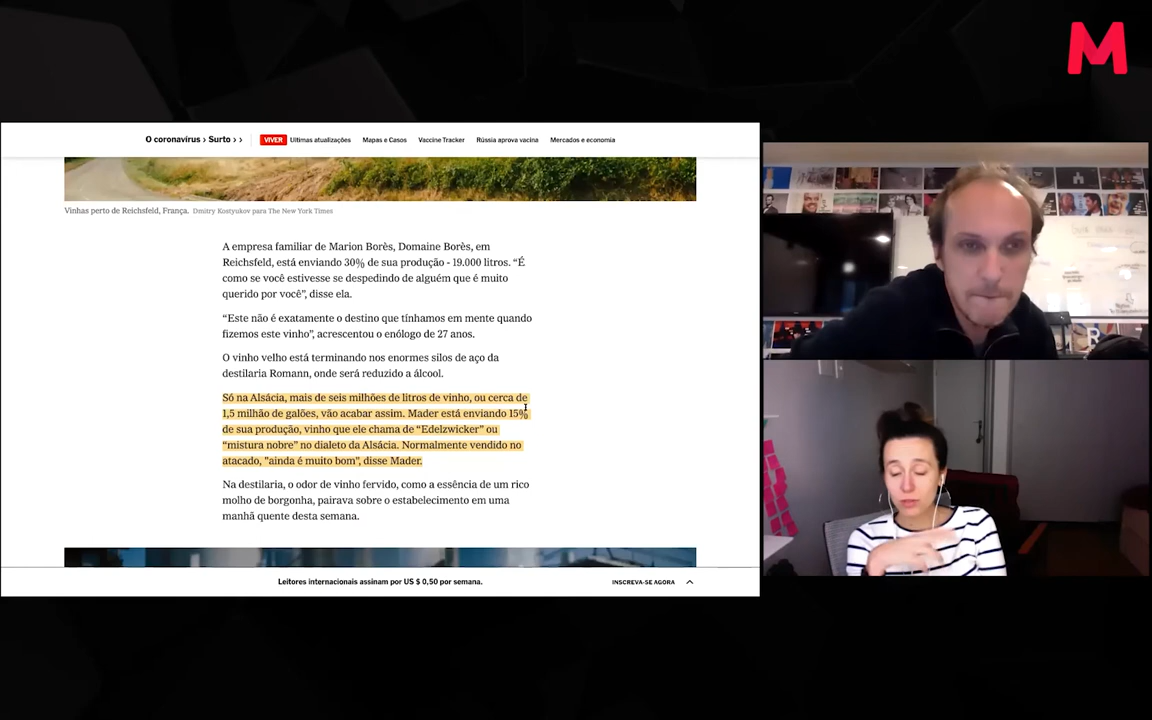 M
O coronavírus › Surto › ›
VIVER Ultimas atualizações Mapas e Casos Vaccine Tracker Rússia aprova vacina Mercados e economia
Vinhas perto de Reichsfeld, França. Dmitry Kostyukov para The New York Times
A empresa familiar de Marion Borès, Domaine Borès, em
Reichsfeld, está enviando 30% de sua produção - 19.000 litros. “É
como se você estivesse se despedindo de alguém que é muito
querido por você”, disse ela.
“Este não é exatamente o destino que tínhamos em mente quando
fizemos este vinho”, acrescentou o enólogo de 27 anos.
O vinho velho está terminando nos enormes silos de aço da
destilaria Romann, onde será reduzido a álcool.
Só na Alsácia, mais de seis milhões de litros de vinho, ou cerca de
1,5 milhão de galões, vão acabar assim. Mader está enviando 15%
de sua produção, vinho que ele chama de “Edelzwicker” ou
“mistura nobre” no dialeto da Alsácia. Normalmente vendido no
atacado, "ainda é muito bom", disse Mader.
Na destilaria, o odor de vinho fervido, como a essência de um rico
molho de borgonha, pairava sobre o estabelecimento em uma
manhã quente desta semana.
Leitores internacionais assinam por US $ 0,50 por semana.
INSCREVA-SE AGORA